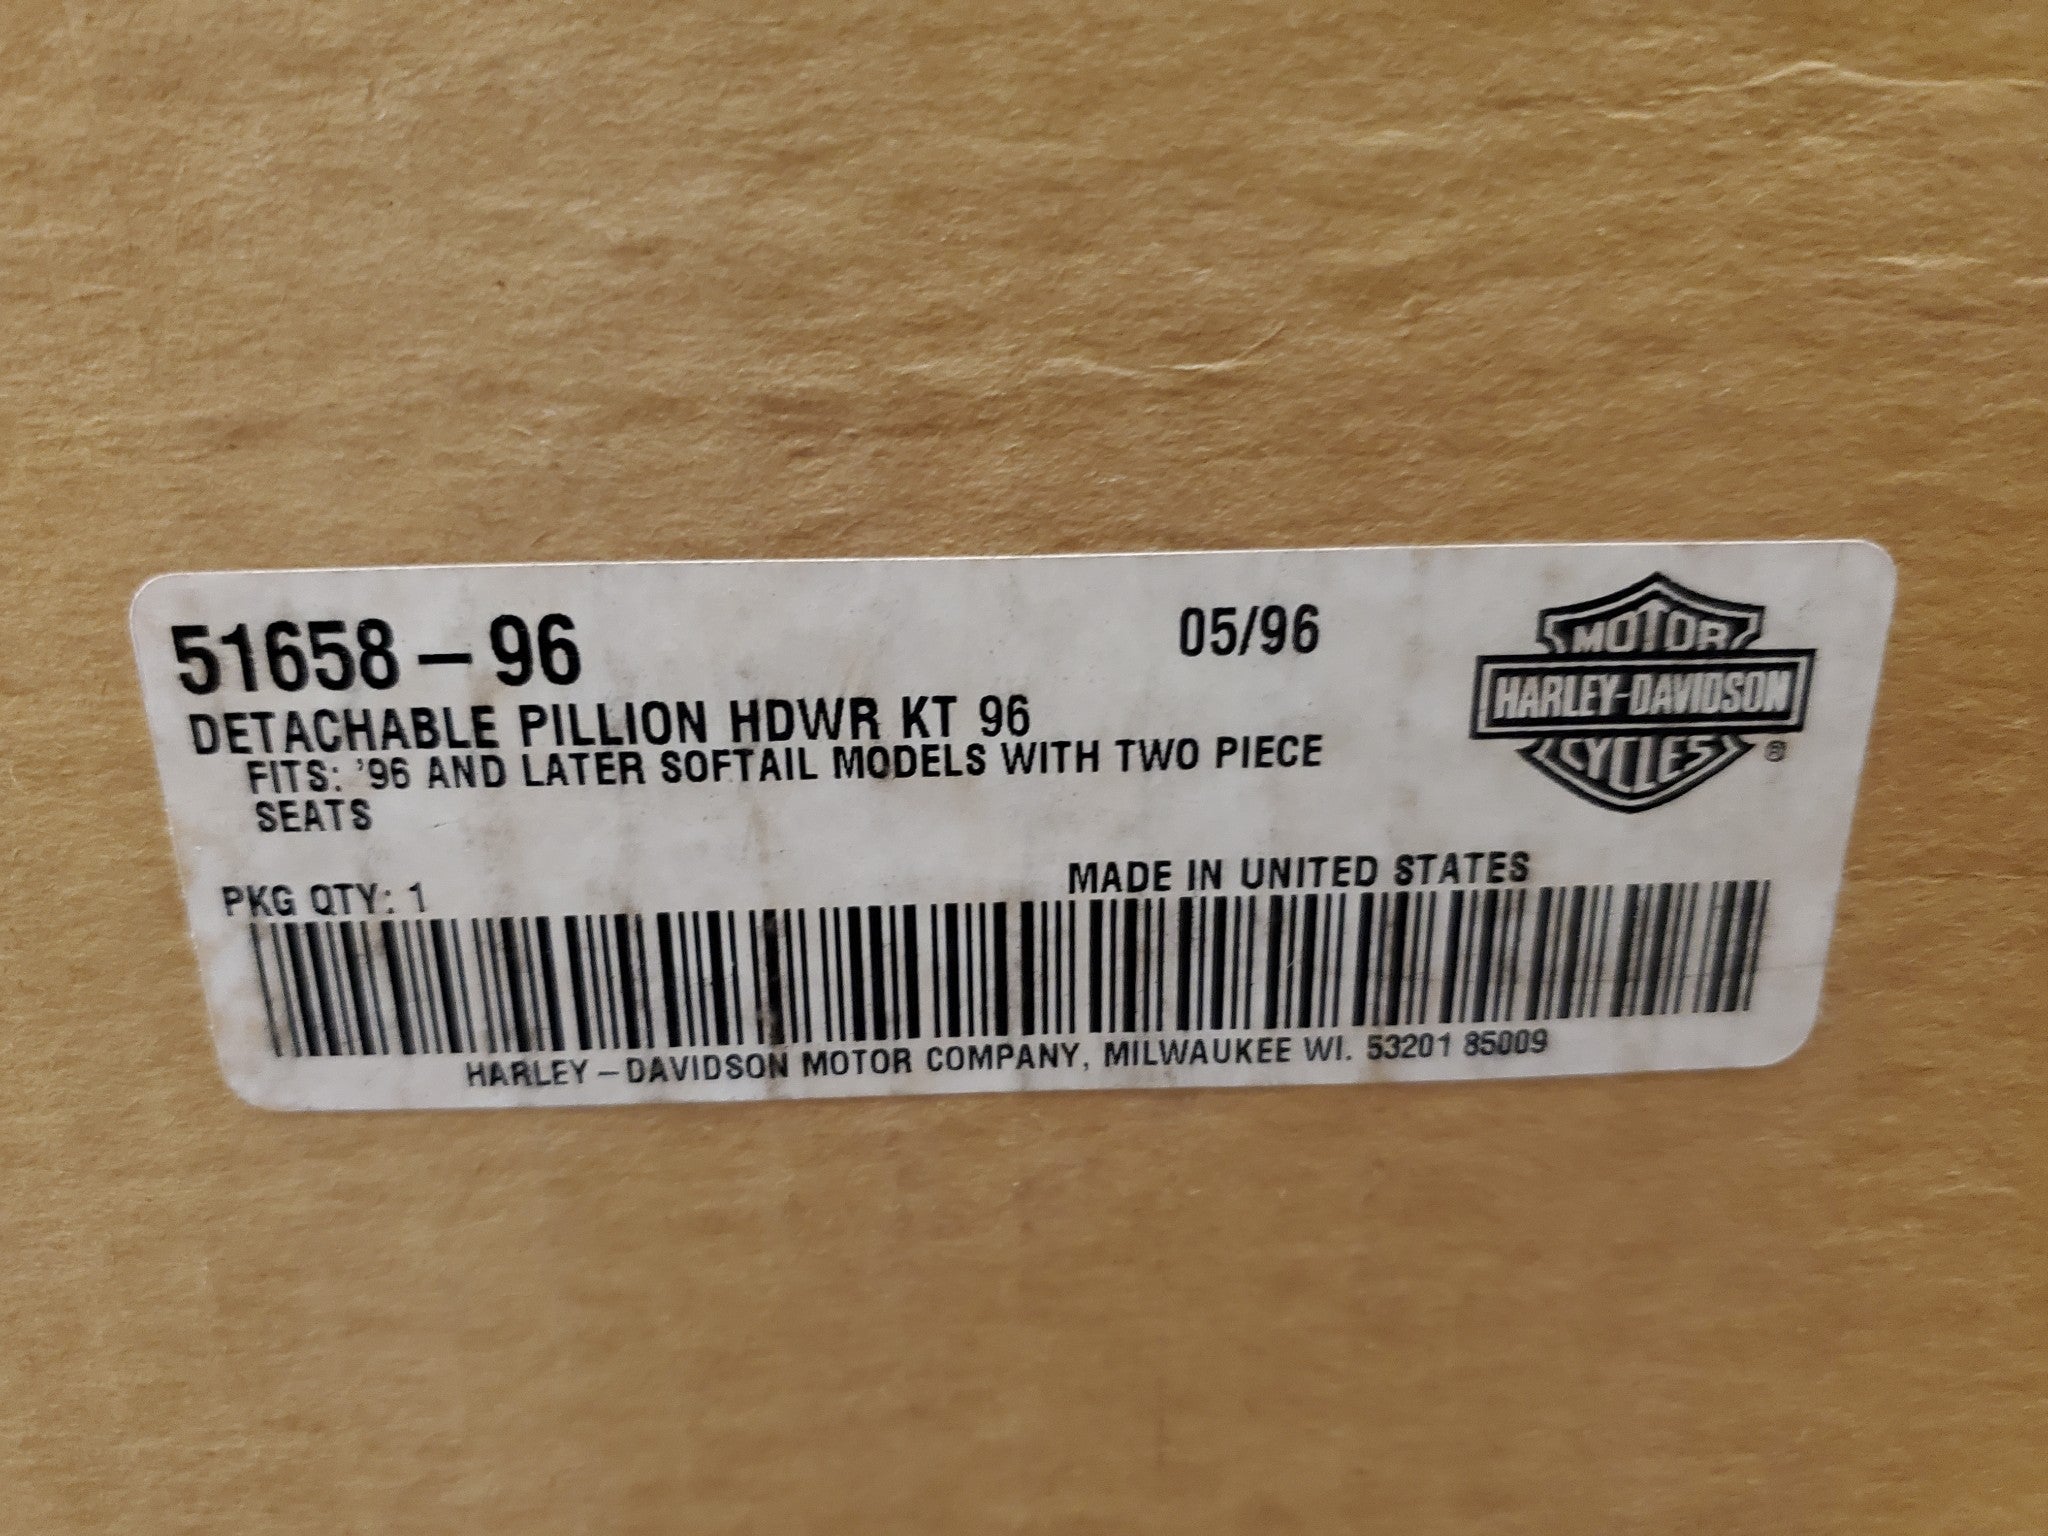 51658-96
05/96
DETACHABLE PILLION HDWR KT 96
FITS: '96 AND LATER SOFTAIL MODELS WITH TWO PIECE
SEATS
MOTOR
HARLEY-DAVIDSON
CYCLES
®
PKG QTY: 1
MADE IN UNITED STATES
HARLEY-DAVIDSON MOTOR COMPANY, MILWAUKEE WI. 53201 85009